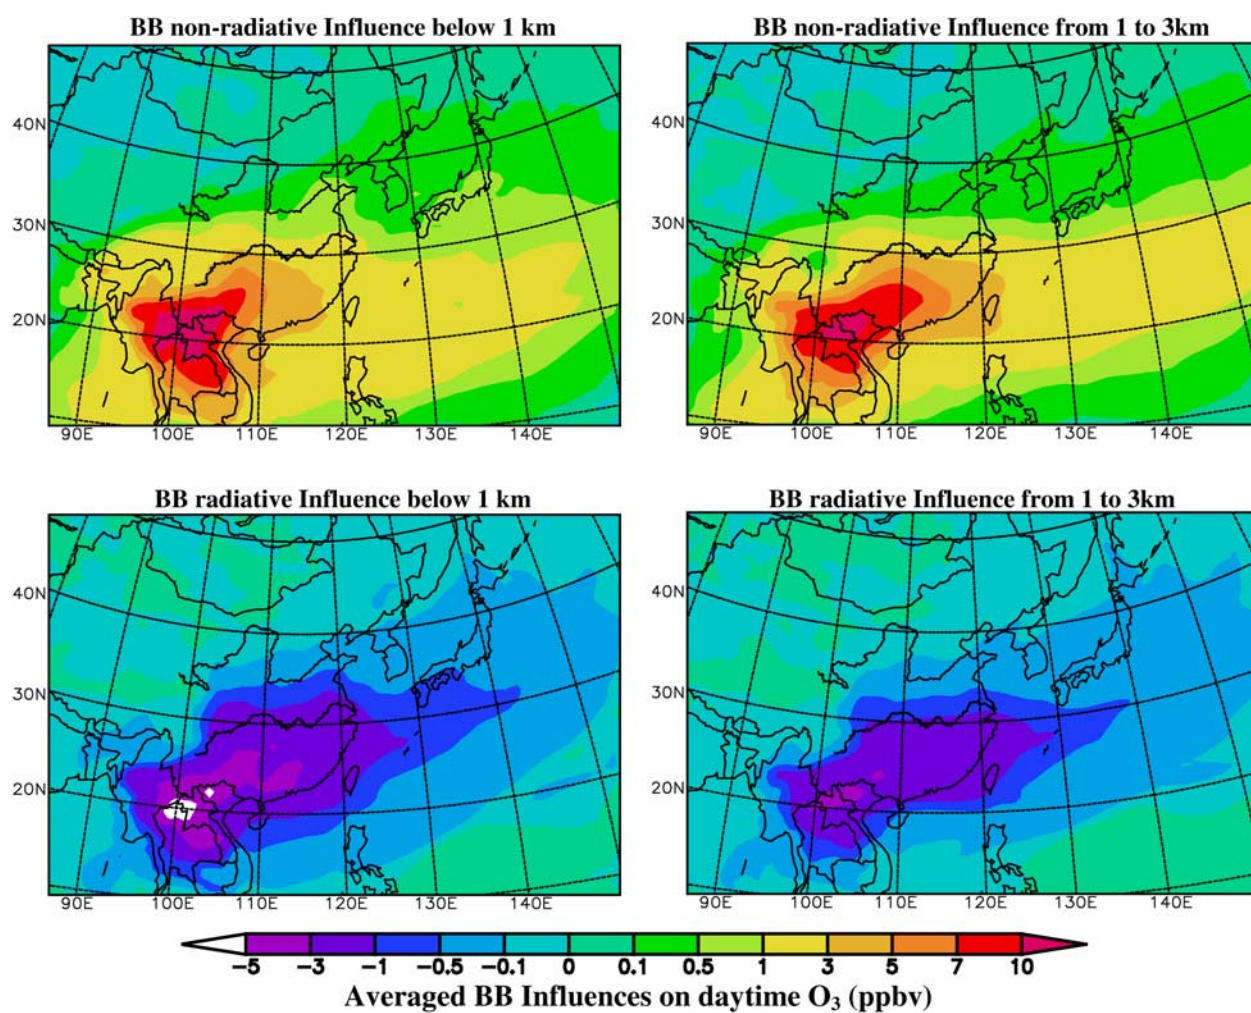 BB non-radiative Influence below 1 km
BB non-radiative Influence from 1 to 3km
40N
30N
20N
90E 100E 110E 120E 130E 140E
40N
30N
20N
90E 100E 110E 120E 130E 140E
BB radiative Influence below 1 km
BB radiative Influence from 1 to 3km
40N
30N
20N
90E 100E 110E 120E 130E 140E
40N
30N
20N
90E 100E 110E 120E 130E 140E
-5 -3 -1 -0.5 -0.1 0 0.1 0.5 1 3 5 7 10
Averaged BB Influences on daytime O₃ (ppbv)